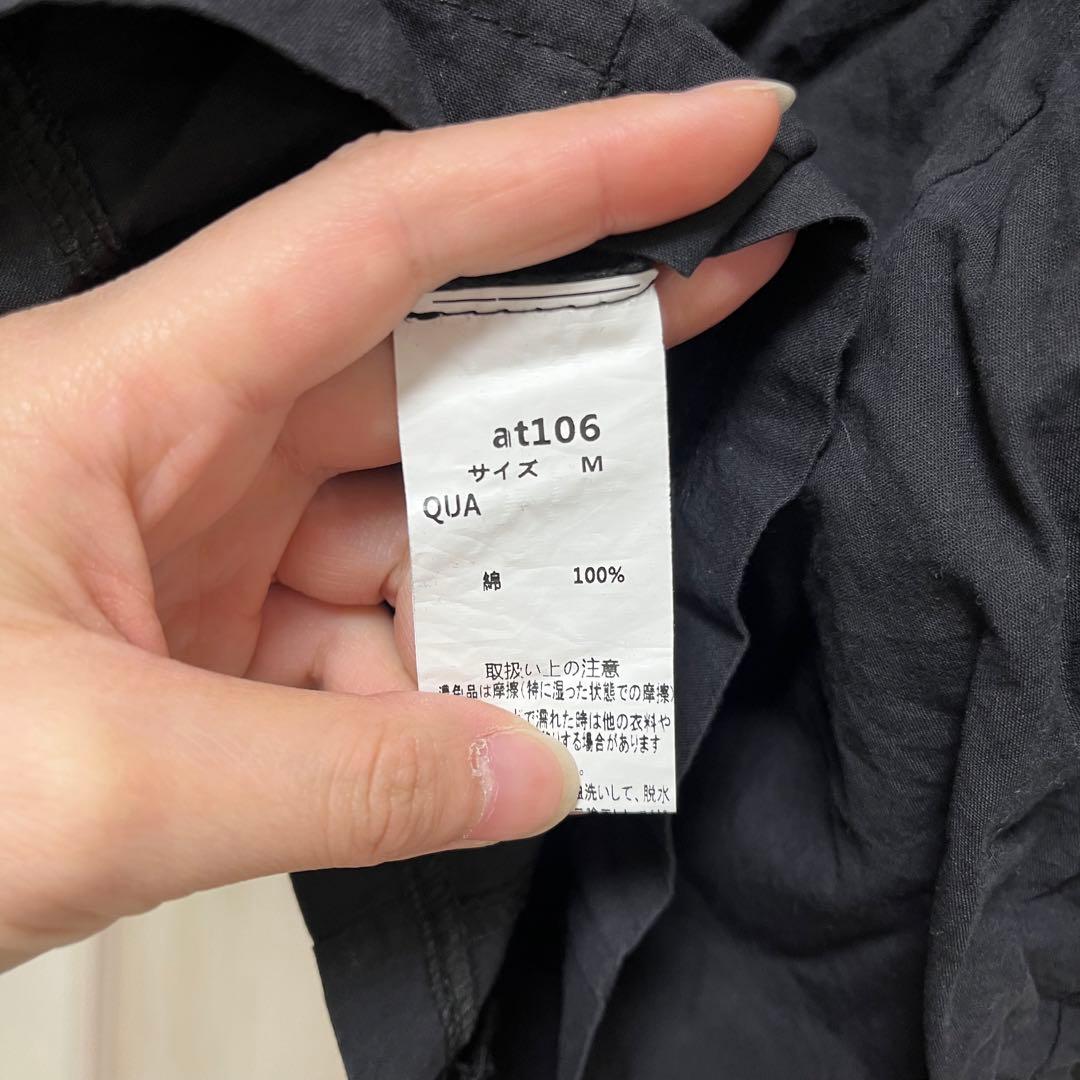 at106
サイズ M
QUA
綿 100%
取扱い上の注意
濃色品は摩擦(特に湿った状態での摩擦)
で濡れた時は他の衣料や
する場合があります
。
洗いして、脱水